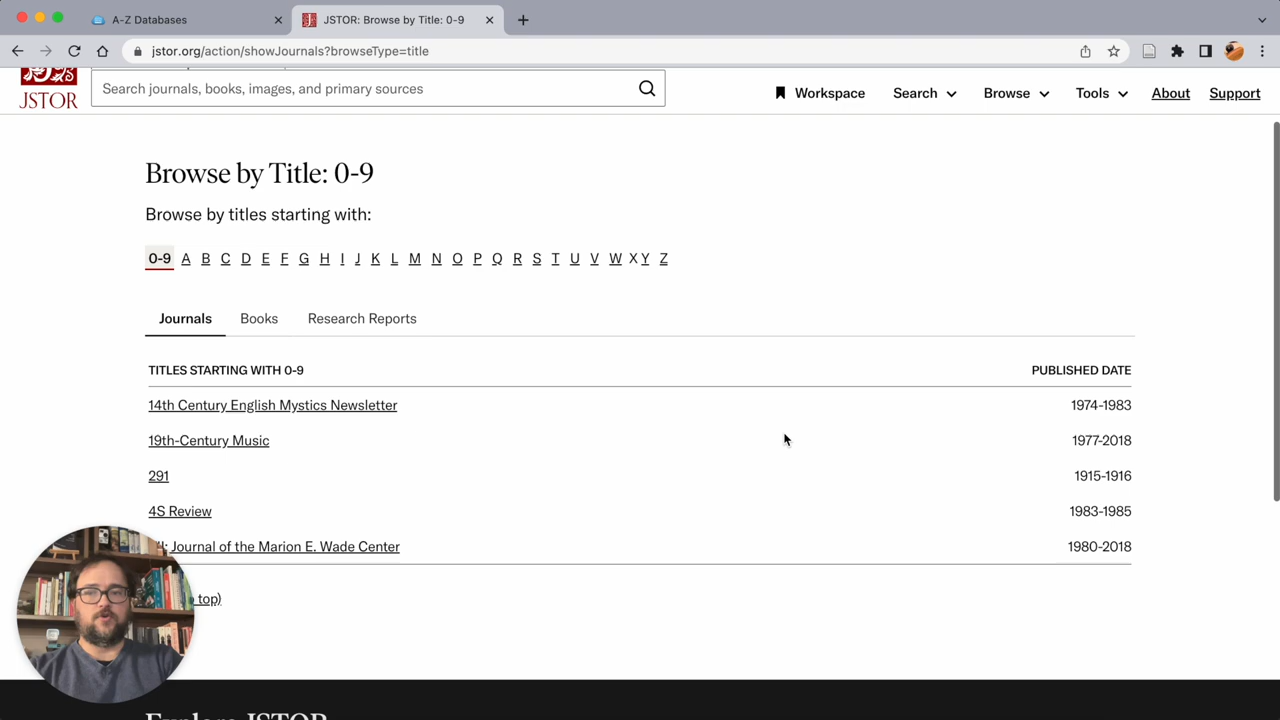 A-Z Databases
JSTOR: Browse by Title: 0-9
jstor.org/action/showJournals?browseType=title
JSTOR
Search journals, books, images, and primary sources
Workspace Search Browse Tools About Support
Browse by Title: 0-9
Browse by titles starting with:
0-9 A B C D E F G H I J K L M N O P Q R S T U V W X Y Z
Journals Books Research Reports
TITLES STARTING WITH 0-9 PUBLISHED DATE
14th Century English Mystics Newsletter 1974-1983
19th-Century Music 1977-2018
291 1915-1916
4S Review 1983-1985
Journal of the Marion E. Wade Center 1980-2018
top)
Explore JSTOR